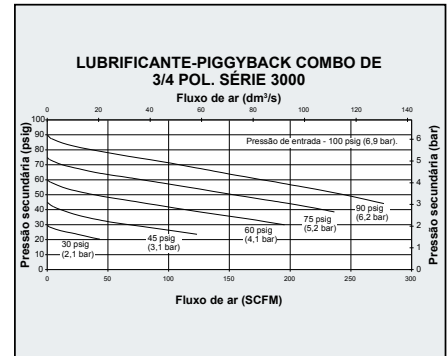 LUBRIFICANTE-PIGGYBACK COMBO DE
3/4 POL. SÉRIE 3000
Fluxo de ar (dm³/s)
0 20 40 60 80 100 120 140
Pressão secundária (psig)
100
90
80
70
60
50
40
30
20
10
0
Pressão de entrada - 100 psig (6,9 bar).
30 psig
(2,1 bar)
45 psig
(3,1 bar)
60 psig
(4,1 bar)
75 psig
(5,2 bar)
90 psig
(6,2 bar)
6
5
4
3
2
1
0
Pressão secundária (bar)
0 50 100 150 200 250 300
Fluxo de ar (SCFM)